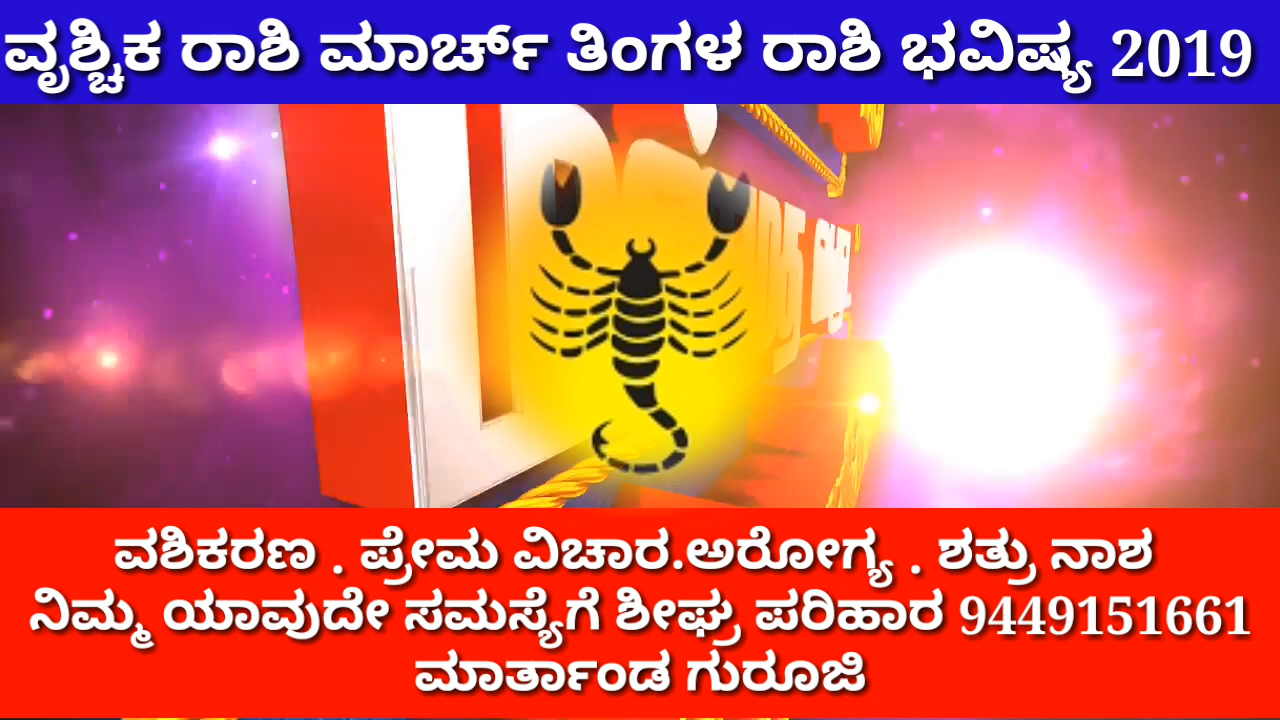 ವೃಶ್ಚಿಕ ರಾಶಿ ಮಾರ್ಚ್ ತಿಂಗಳ ರಾಶಿ ಭವಿಷ್ಯ 2019
ವಶಿಕರಣ . ಪ್ರೇಮ ವಿಚಾರ.ಅರೋಗ್ಯ . ಶತ್ರು ನಾಶ
ನಿಮ್ಮ ಯಾವುದೇ ಸಮಸ್ಯೆಗೆ ಶೀಘ್ರ ಪರಿಹಾರ 9449151661
ಮಾರ್ತಾಂಡ ಗುರೂಜಿ